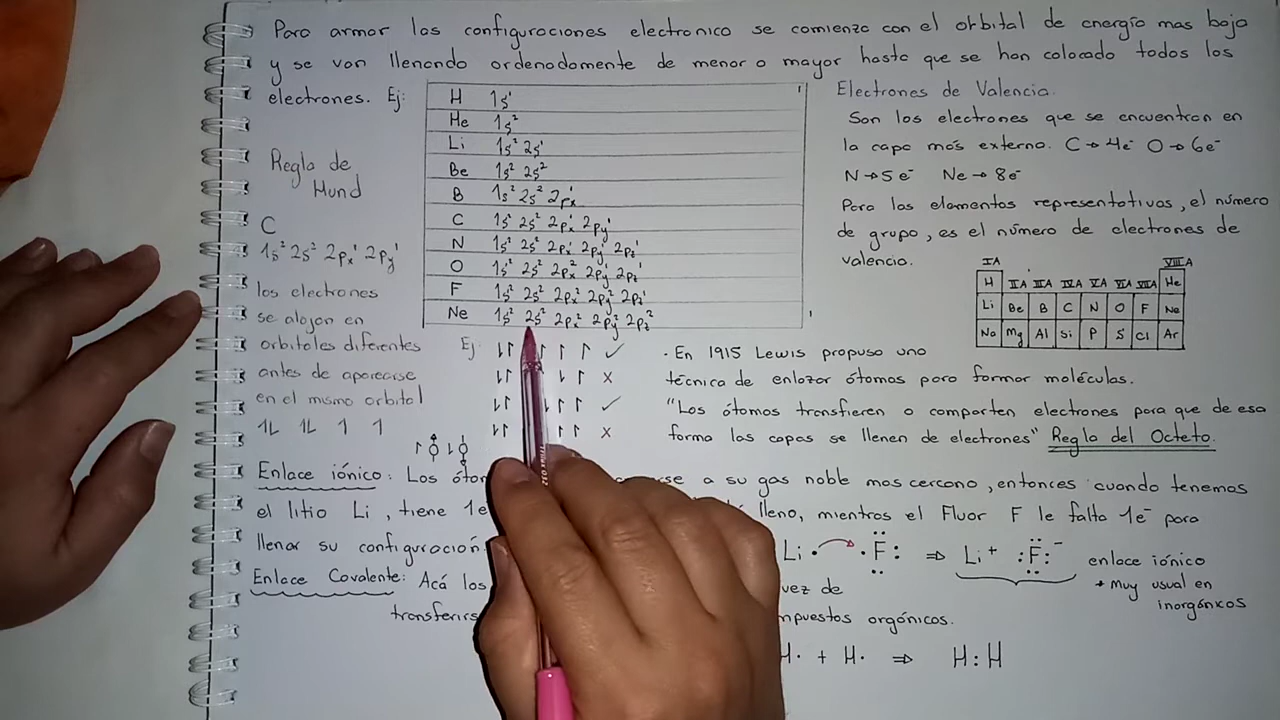 Para armar las configuraciones electronica se comienza con el orbital de energía mas bajo
y se van llenando ordenadamente de menor a mayor hasta que se han colocado todos los
electrones. Ej:
H 1s¹
He 1s²
Li 1s² 2s¹
Be 1s² 2s²
B 1s² 2s² 2px¹
C 1s² 2s² 2px¹ 2py¹
N 1s² 2s² 2px¹ 2py¹ 2pz¹
O 1s² 2s² 2px² 2py¹ 2pz¹
F 1s² 2s² 2px² 2py² 2pz¹
Ne 1s² 2s² 2px² 2py² 2pz²
Regla de
Hund
C
1s² 2s² 2px¹ 2py¹
los electrones
se alojan en
orbitales diferentes
antes de aparearse
en el mismo orbital
1L 1L 1 1
Ej
✓
x
✓
x
Electrones de Valencia.
Son los electrones que se encuentran en
la capa más externa. C → 4e⁻ O → 6e⁻
N → 5e⁻ Ne → 8e⁻
Para los elementos representativos, el número
de grupo, es el número de electrones de
valencia.
IA VIIIA
H IIA IIIA IVA VA VIA VIIA He
Li Be B C N O F Ne
Na Mg Al Si P S Cl Ar
· En 1915 Lewis propuso una
técnica de enlazar átomos para formar moléculas.
"Los átomos transfieren o comparten electrones para que de esa
forma las capas se llenen de electrones" Regla del Octeto.
Enlace iónico: Los a su gas noble mas cercano, entonces cuando tenemos
el litio Li, tiene 1e lleno, mientras el Fluor F le falta 1e⁻ para
llenar su configuración Li· :F: ⇒ Li⁺ :F:⁻ enlace iónico
* muy usual en
inorgánicos
Enlace Covalente: Acá los vez de
orgánicos.
H· + H· ⇒ H:H